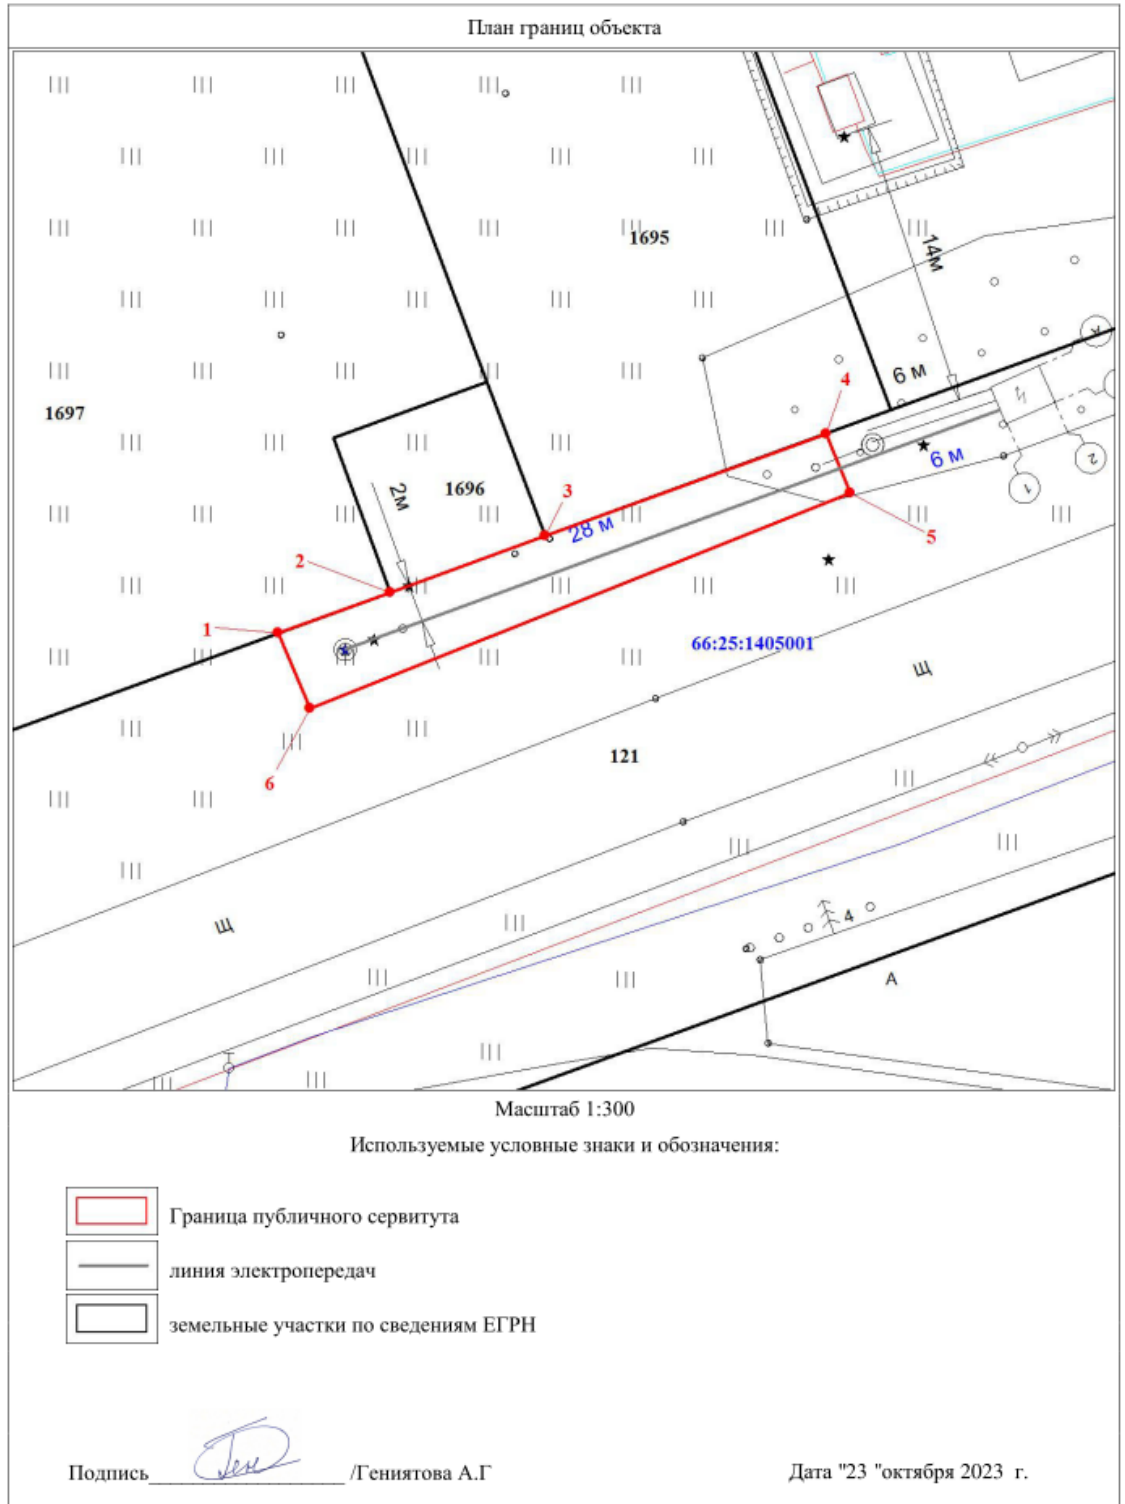 План границ объекта
1695
14м
К
4
6 м
1697
6 м
2
1
2м
1696
3
28 м
5
2
1
66:25:1405001
Щ
121
6
4
Щ
А
Масштаб 1:300
Используемые условные знаки и обозначения:
Граница публичного сервитута
линия электропередач
земельные участки по сведениям ЕГРН
Подпись /Гениятова А.Г Дата "23 "октября 2023 г.